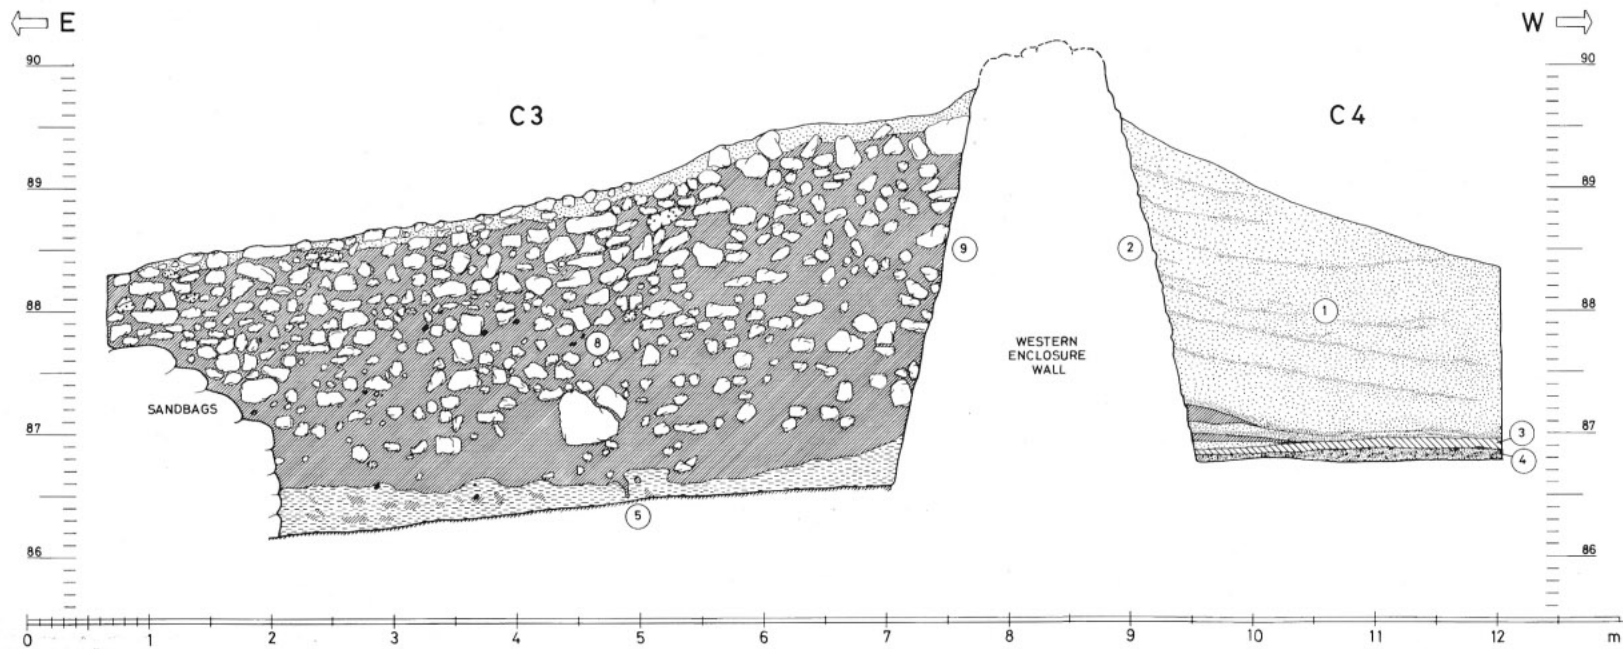 E W
90 90
C3 C4
89 89
9 2
88 1 88
8
WESTERN
ENCLOSURE
WALL
SANDBAGS
87 87
3
4
5
86 86
0 1 2 3 4 5 6 7 8 9 10 11 12 m